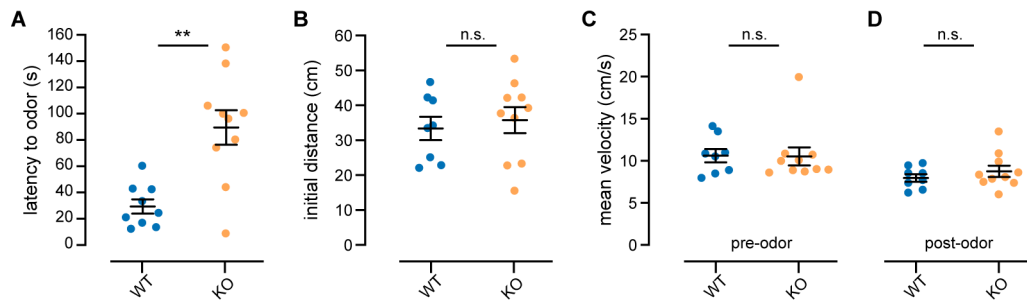 A
B
C
D
**
n.s.
n.s.
n.s.
latency to odor (s)
160
140
120
100
80
60
40
20
0
WT
KO
initial distance (cm)
60
50
40
30
20
10
0
WT
KO
mean velocity (cm/s)
25
20
15
10
5
0
pre-odor
WT
KO
post-odor
WT
KO